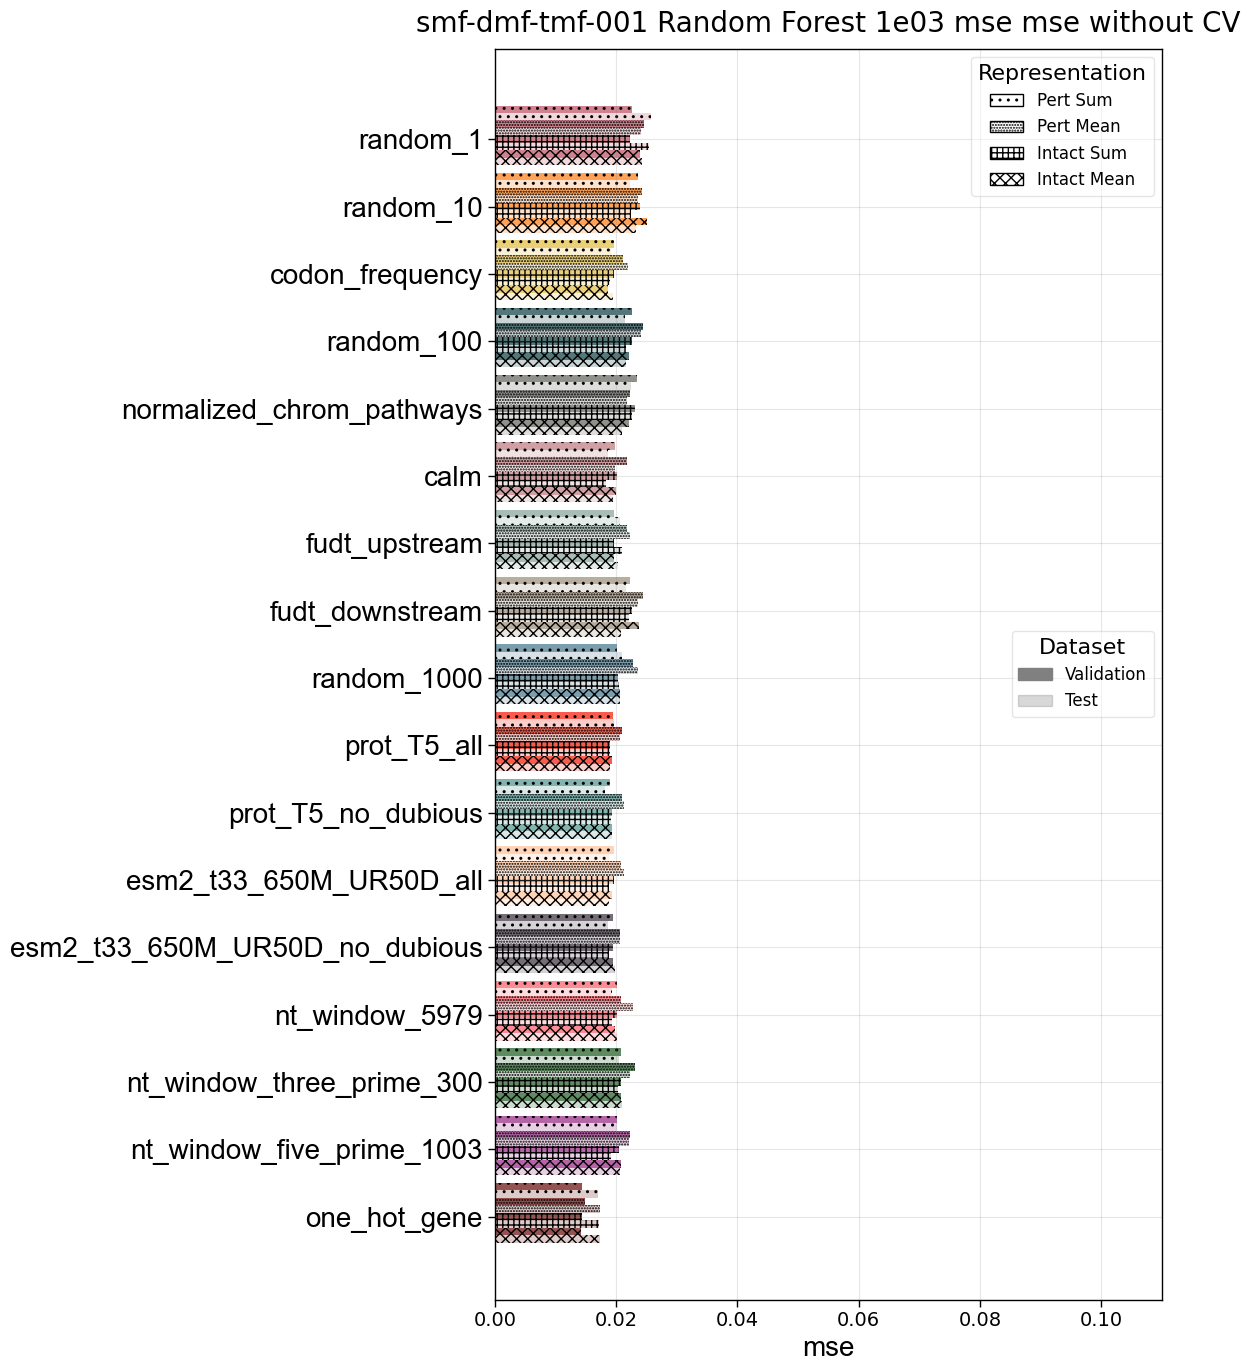 smf-dmf-tmf-001 Random Forest 1e03 mse mse without CV
Representation
Pert Sum
Pert Mean
Intact Sum
Intact Mean
random_1
random_10
codon_frequency
random_100
normalized_chrom_pathways
calm
fudt_upstream
fudt_downstream
random_1000
prot_T5_all
prot_T5_no_dubious
esm2_t33_650M_UR50D_all
esm2_t33_650M_UR50D_no_dubious
nt_window_5979
nt_window_three_prime_300
nt_window_five_prime_1003
one_hot_gene
Dataset
Validation
Test
0.00 0.02 0.04 0.06 0.08 0.10
mse